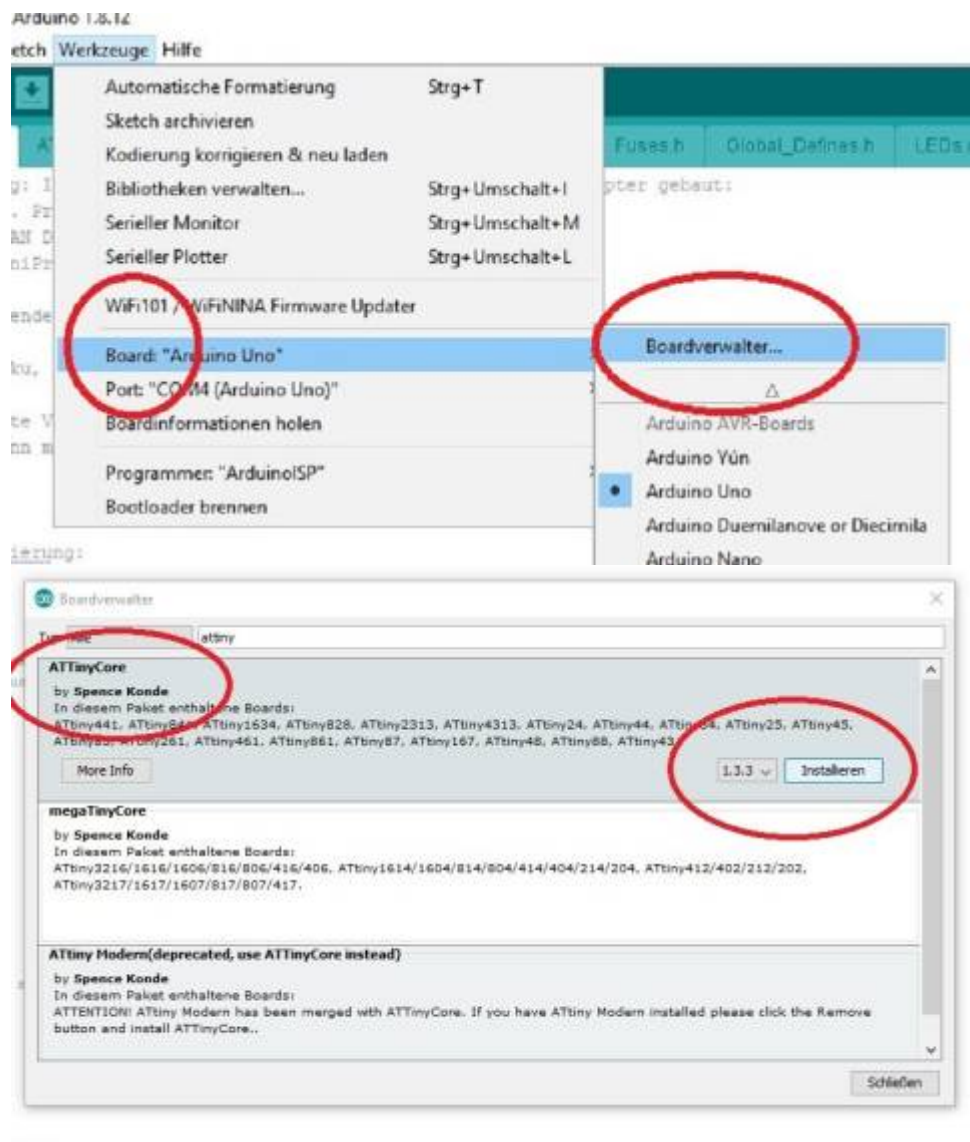 Arduino 1.8.12
etch Werkzeuge Hilfe
Automatische Formatierung Strg+T
Sketch archivieren
Kodierung korrigieren & neu laden
Fuses.h Global_Defines.h LEDs
Bibliotheken verwalten... Strg+Umschalt+I
pter gebaut:
Serieller Monitor Strg+Umschalt+M
Serieller Plotter Strg+Umschalt+L
WiFi101 / WiFiNINA Firmware Updater
ende
Board: "Arduino Uno"
Boardverwalter...
Port: "COM4 (Arduino Uno)"
Boardinformationen holen
Arduino AVR-Boards
Arduino Yún
Programmer: "ArduinoISP"
Arduino Uno
Bootloader brennen
Arduino Duemilanove or Diecimila
ierung:
Arduino Nano
Boardverwalter
attiny
ATTinyCore
by Spence Konde
In diesem Paket enthaltene Boards:
ATtiny441, ATtiny841, ATtiny1634, ATtiny828, ATtiny2313, ATtiny4313, ATtiny24, ATtiny44, ATtiny84, ATtiny25, ATtiny45,
ATtiny85, ATtiny261, ATtiny461, ATtiny861, ATtiny87, ATtiny167, ATtiny48, ATtiny88, ATtiny43
More Info 1.3.3 Installieren
megaTinyCore
by Spence Konde
In diesem Paket enthaltene Boards:
ATtiny3216/1616/1606/816/806/416/406, ATtiny1614/1604/814/804/414/404/214/204, ATtiny412/402/212/202,
ATtiny3217/1617/1607/817/807/417.
ATtiny Modern(deprecated, use ATTinyCore instead)
by Spence Konde
In diesem Paket enthaltene Boards:
ATTENTION! ATtiny Modern has been merged with ATTinyCore. If you have ATtiny Modern installed please click the Remove
button and install ATTinyCore..
Schließen